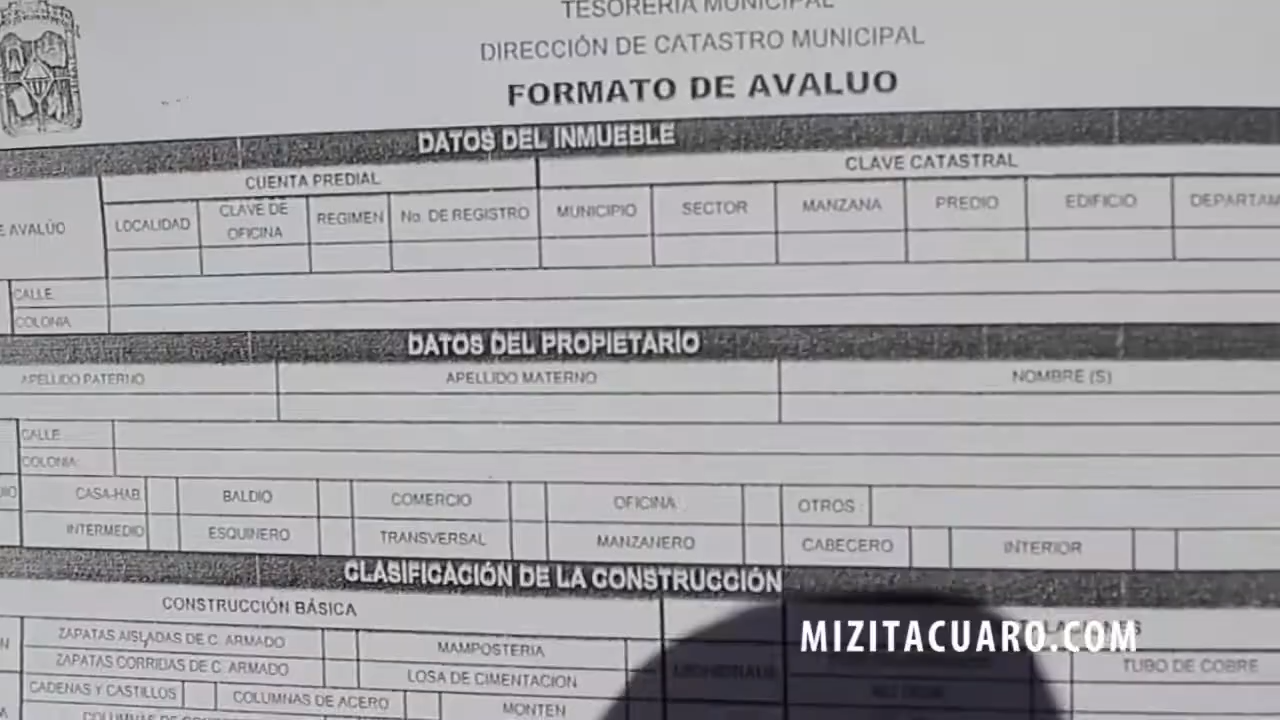 TESORERIA MUNICIPAL
DIRECCIÓN DE CATASTRO MUNICIPAL
FORMATO DE AVALUO
DATOS DEL INMUEBLE
CUENTA PREDIAL
CLAVE CATASTRAL
E AVALÚO
LOCALIDAD
CLAVE DE
OFICINA
REGIMEN
No. DE REGISTRO
MUNICIPIO
SECTOR
MANZANA
PREDIO
EDIFICIO
DEPARTAM
CALLE
COLONIA
DATOS DEL PROPIETARIO
APELLIDO PATERNO
APELLIDO MATERNO
NOMBRE (S)
CALLE
COLONIA:
CASA-HAB.
BALDIO
COMERCIO
OFICINA
OTROS :
INTERMEDIO
ESQUINERO
TRANSVERSAL
MANZANERO
CABECERO
INTERIOR
CLASIFICACIÓN DE LA CONSTRUCCIÓN
CONSTRUCCIÓN BÁSICA
ZAPATAS AISLADAS DE C. ARMADO
MAMPOSTERIA
MIZITACUARO.COM
ZAPATAS CORRIDAS DE C. ARMADO
LOSA DE CIMENTACION
TUBO DE COBRE
CADENAS Y CASTILLOS
COLUMNAS DE ACERO
MONTEN